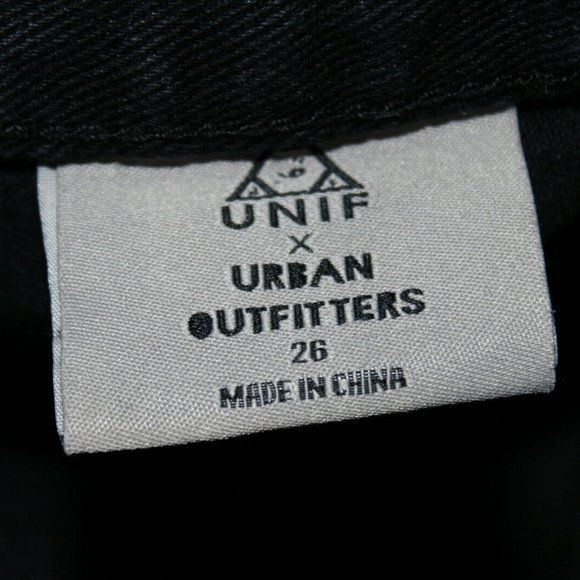 UNIF
X
URBAN
OUTFITTERS
26
MADE IN CHINA